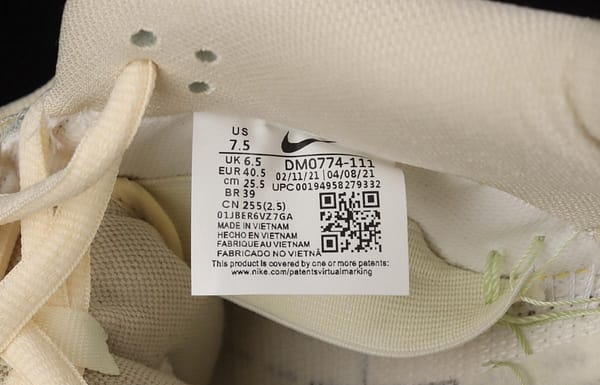 US
7.5
UK 6.5
EUR 40.5
cm 25.5
BR 39
DM0774-111
02/11/21 | 04/08/21
UPC00194958279332
CN 255(2.5)
01JBER6VZ7GA
MADE IN VIETNAM
HECHO EN VIETNAM
FABRIQUE AU VIETNAM
FABRICADO NO VIETNÃ
This product is covered by one or more patents:
www.nike.com/patentsvirtualmarking